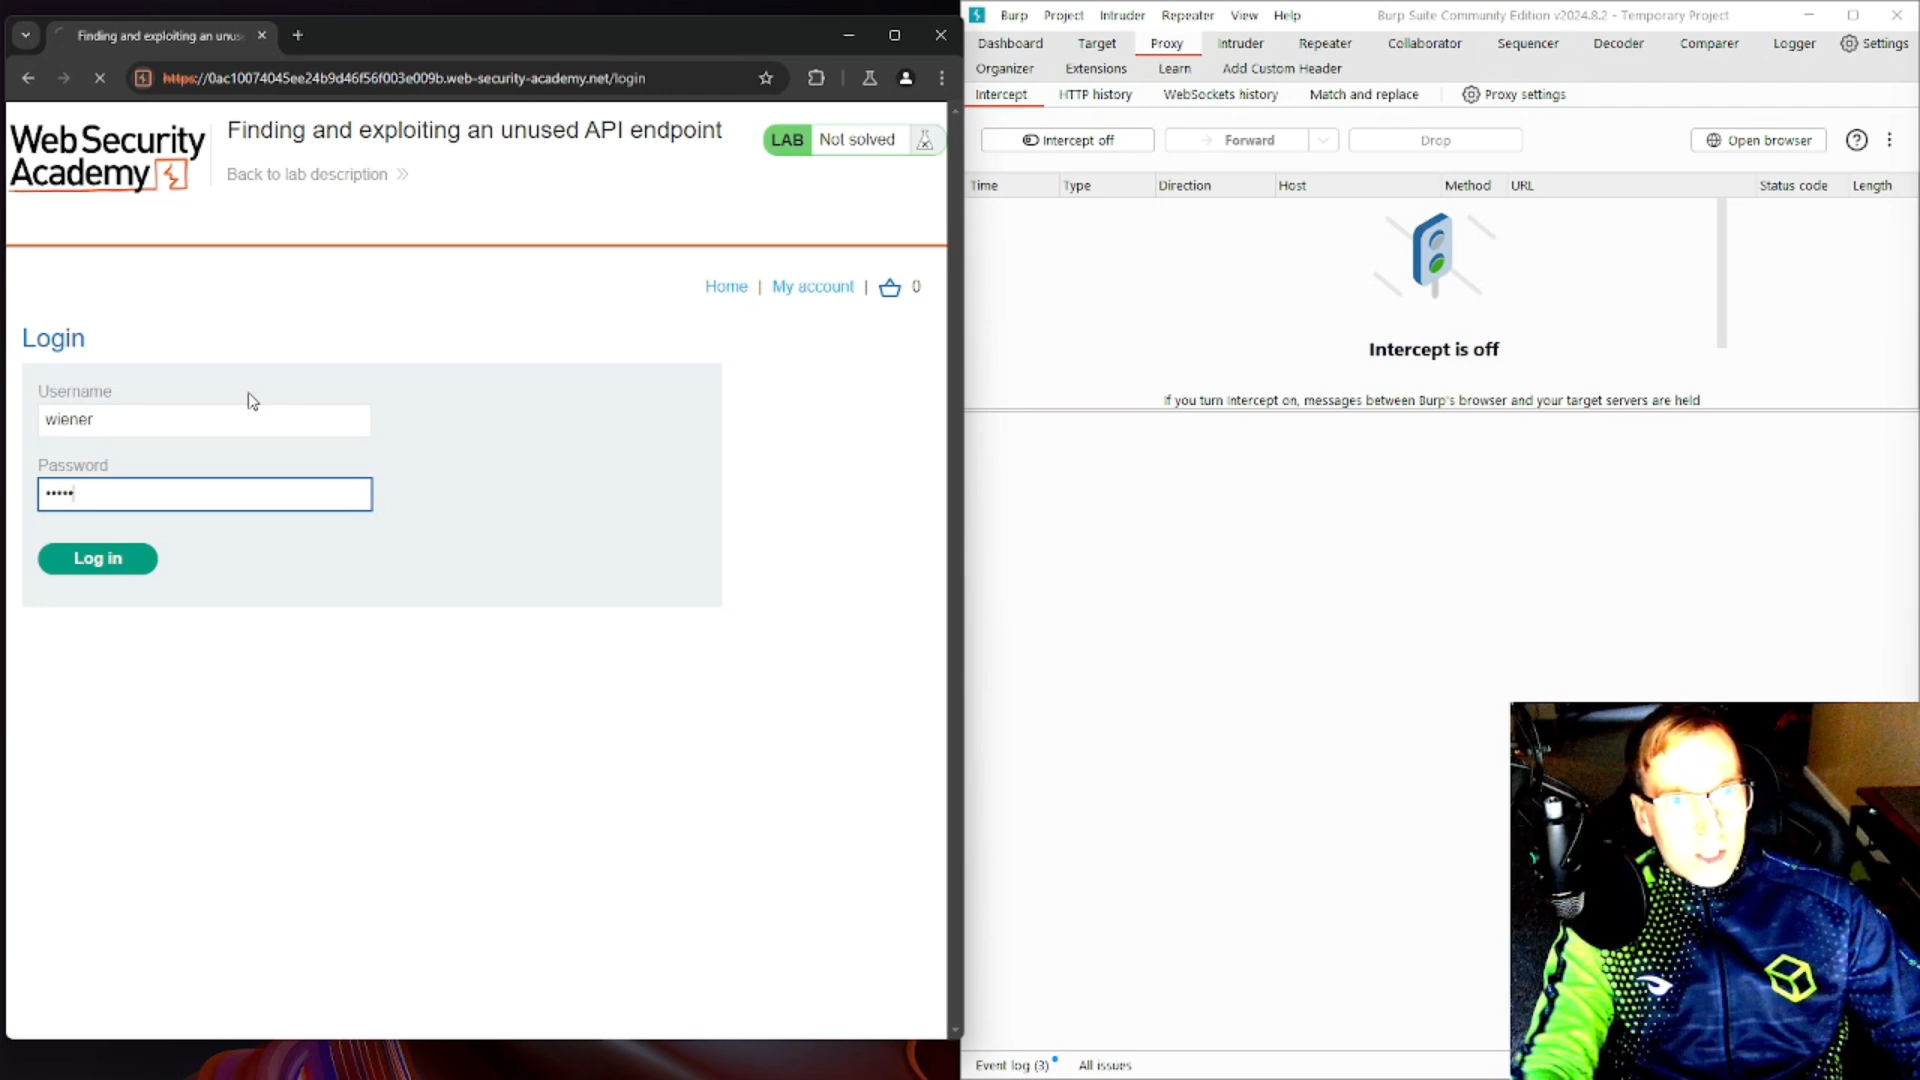 Finding and exploiting an unus
https://0ac10074045ee24b9d46f56f003e009b.web-security-academy.net/login
Web Security
Academy
Finding and exploiting an unused API endpoint
Back to lab description
LAB Not solved
Home | My account | 0
Login
Username
wiener
Password
•••••
Log in
Burp Project Intruder Repeater View Help
Burp Suite Community Edition v2024.8.2 - Temporary Project
Dashboard Target Proxy Intruder Repeater Collaborator Sequencer Decoder Comparer Logger Settings
Organizer Extensions Learn Add Custom Header
Intercept HTTP history WebSockets history Match and replace Proxy settings
Intercept off Forward Drop Open browser
Time Type Direction Host Method URL Status code Length
Intercept is off
If you turn Intercept on, messages between Burp's browser and your target servers are held
Event log (3) All issues